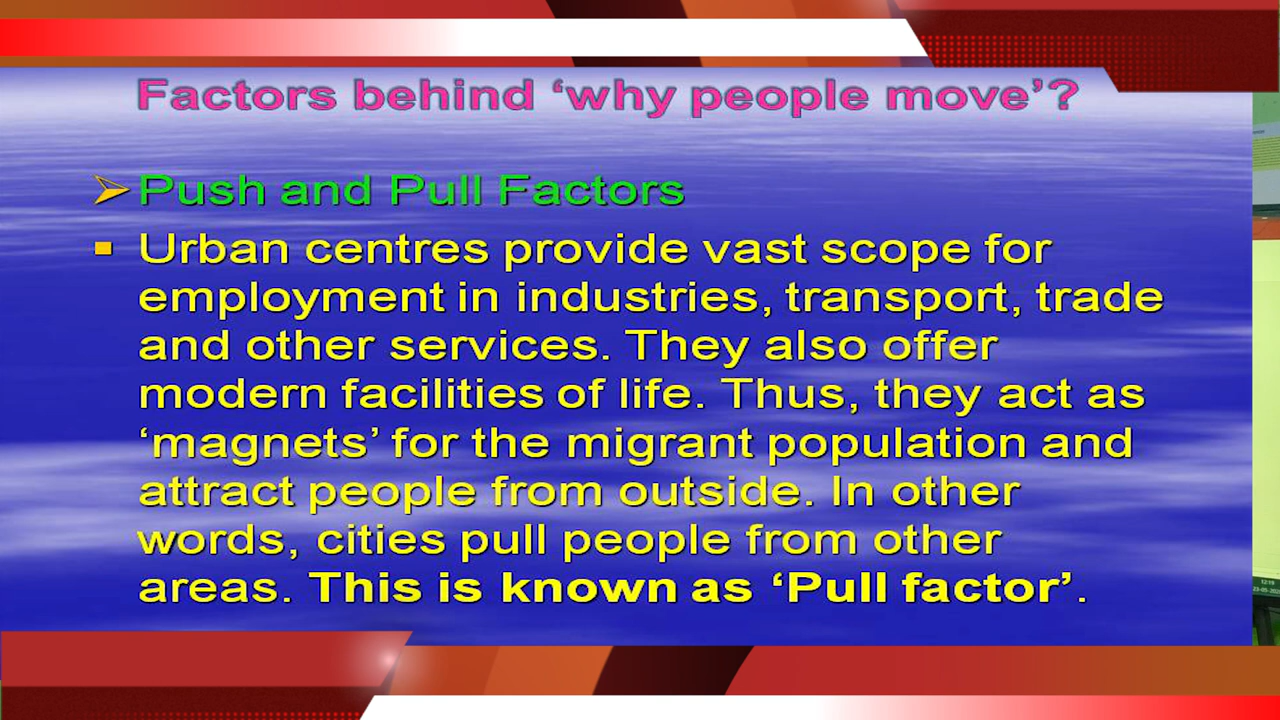 Factors behind ‘why people move’?
Push and Pull Factors
Urban centres provide vast scope for
employment in industries, transport, trade
and other services. They also offer
modern facilities of life. Thus, they act as
‘magnets’ for the migrant population and
attract people from outside. In other
words, cities pull people from other
areas. This is known as ‘Pull factor’.
12:19